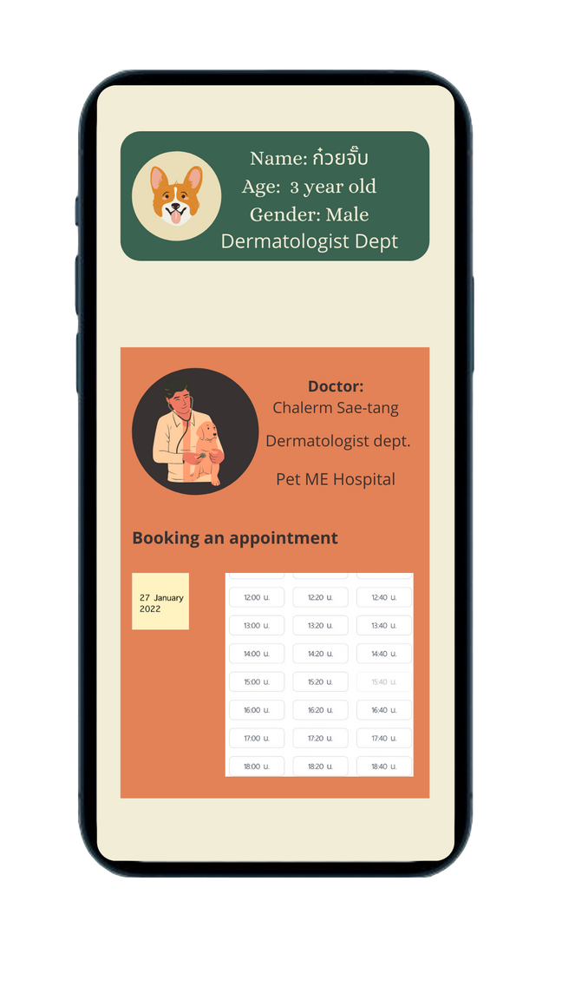 Name: ก๋วยจั๊บ
Age: 3 year old
Gender: Male
Dermatologist Dept
Doctor:
Chalerm Sae-tang
Dermatologist dept.
Pet ME Hospital
Booking an appointment
27 January
2022
12:00 น. 12:20 น. 12:40 น.
13:00 น. 13:20 น. 13:40 น.
14:00 น. 14:20 น. 14:40 น.
15:00 น. 15:20 น. 15:40 น.
16:00 น. 16:20 น. 16:40 น.
17:00 น. 17:20 น. 17:40 น.
18:00 น. 18:20 น. 18:40 น.